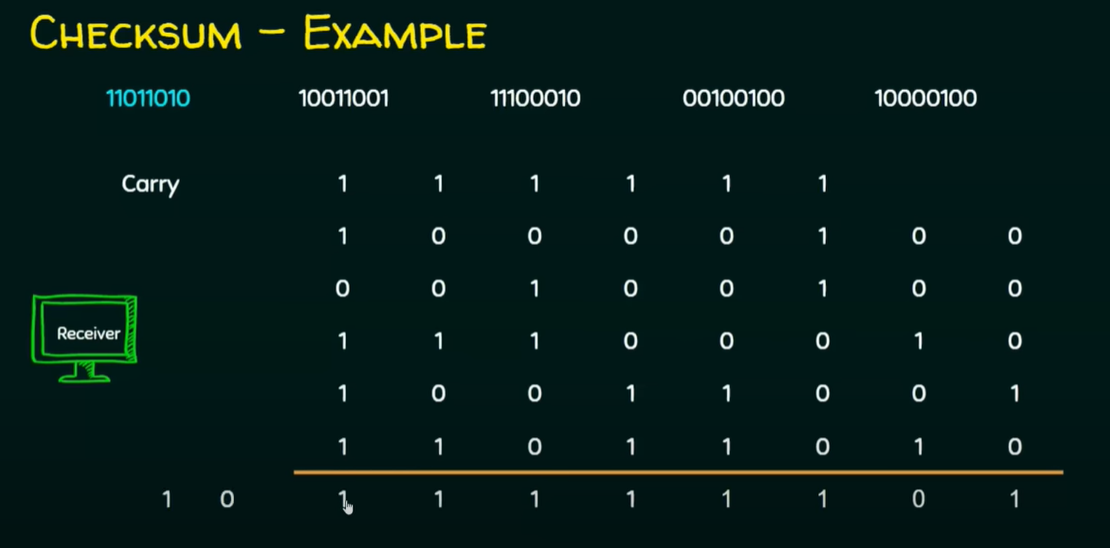 CHECKSUM – EXAMPLE
11011010 10011001 11100010 00100100 10000100
Carry 1 1 1 1 1 1
1 0 0 0 0 1 0 0
0 0 1 0 0 1 0 0
Receiver
1 1 1 0 0 0 1 0
1 0 0 1 1 0 0 1
1 1 0 1 1 0 1 0
1 0 1 1 1 1 1 1 0 1